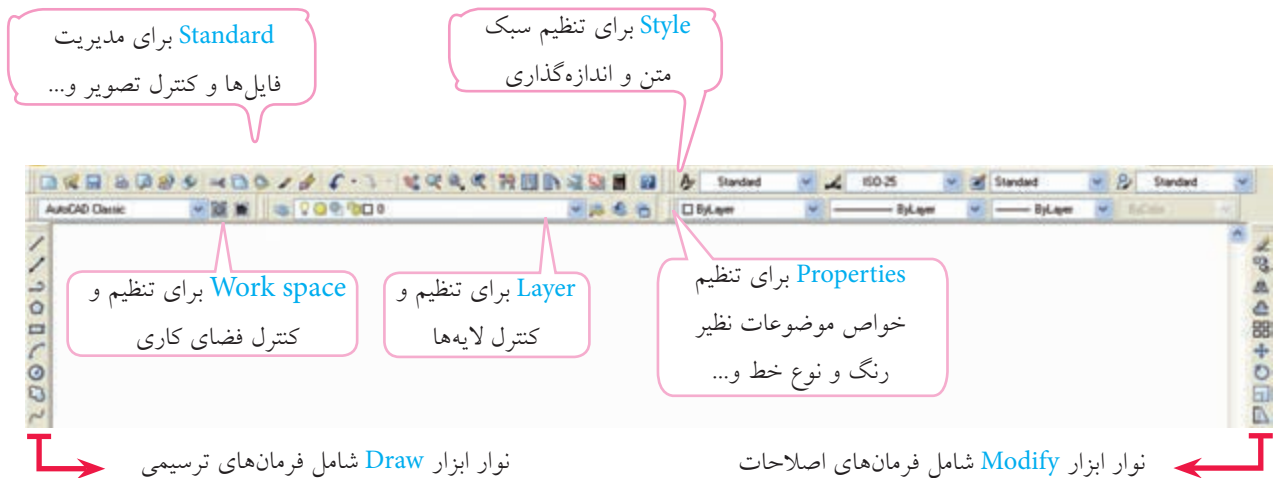 Standard برای مدیریت
فایل‌ها و کنترل تصویر و...
Style برای تنظیم سبک
متن و اندازه‌گذاری
Standard
ISO-25
Standard
Standard
AutoCAD Classic
0
ByLayer
ByLayer
ByLayer
ByColor
Work space برای تنظیم و
کنترل فضای کاری
Layer برای تنظیم و
کنترل لایه‌ها
Properties برای تنظیم
خواص موضوعات نظیر
رنگ و نوع خط و...
نوار ابزار Modify شامل فرمان‌های اصلاحات
نوار ابزار Draw شامل فرمان‌های ترسیمی